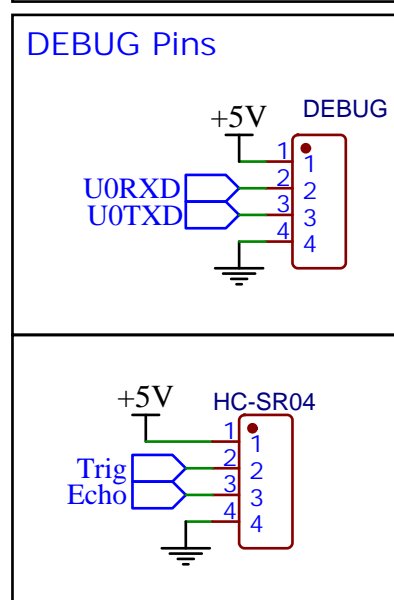 DEBUG Pins
+5V
DEBUG
1 1
U0RXD 2 2
U0TXD 3 3
4 4
+5V
HC-SR04
1 1
Trig 2 2
Echo 3 3
4 4